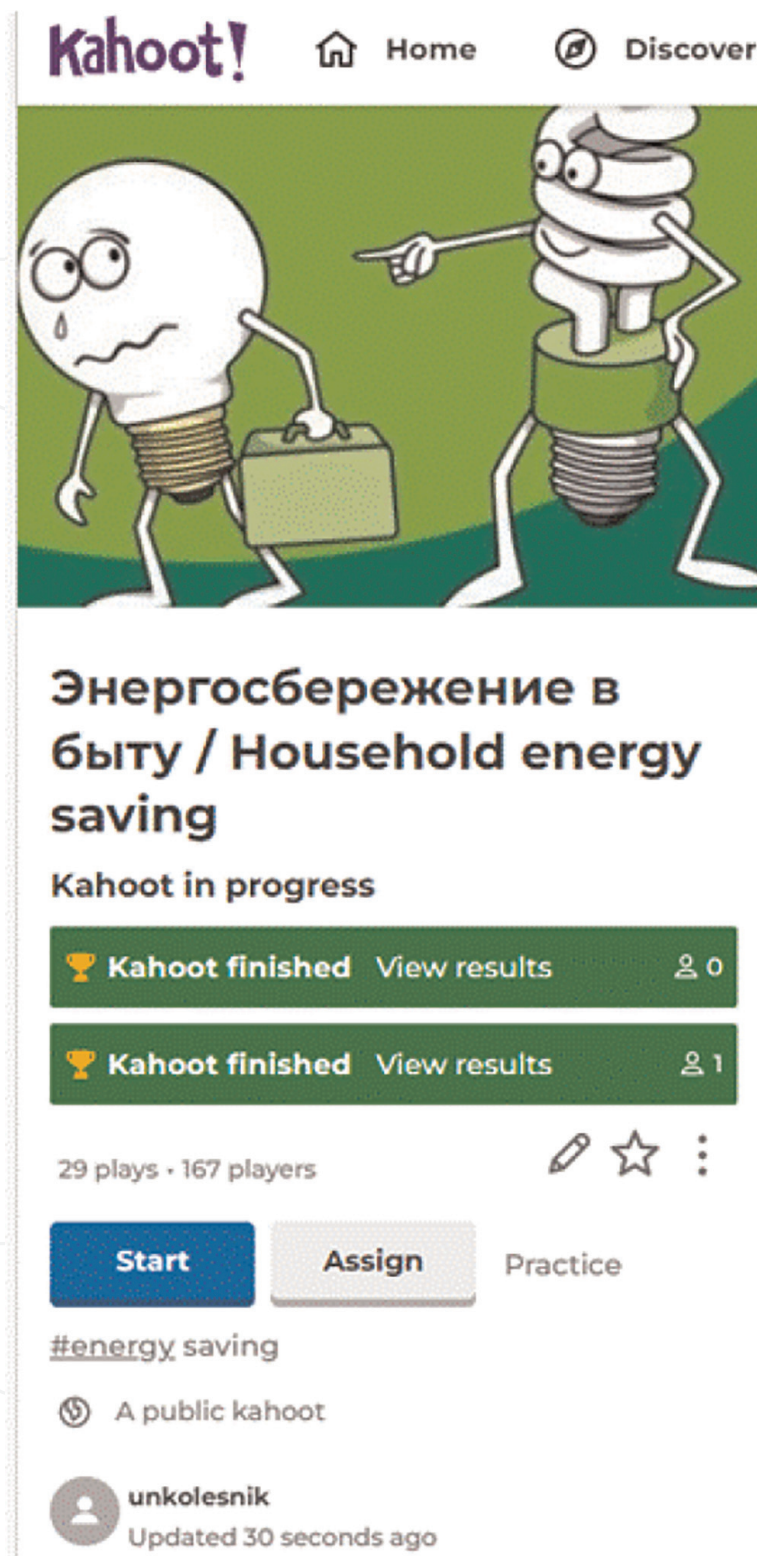 Kahoot! Home Discover
Энергосбережение в
быту / Household energy
saving
Kahoot in progress
Kahoot finished View results 0
Kahoot finished View results 1
29 plays • 167 players
Start Assign Practice
#energy saving
A public kahoot
unkolesnik
Updated 30 seconds ago